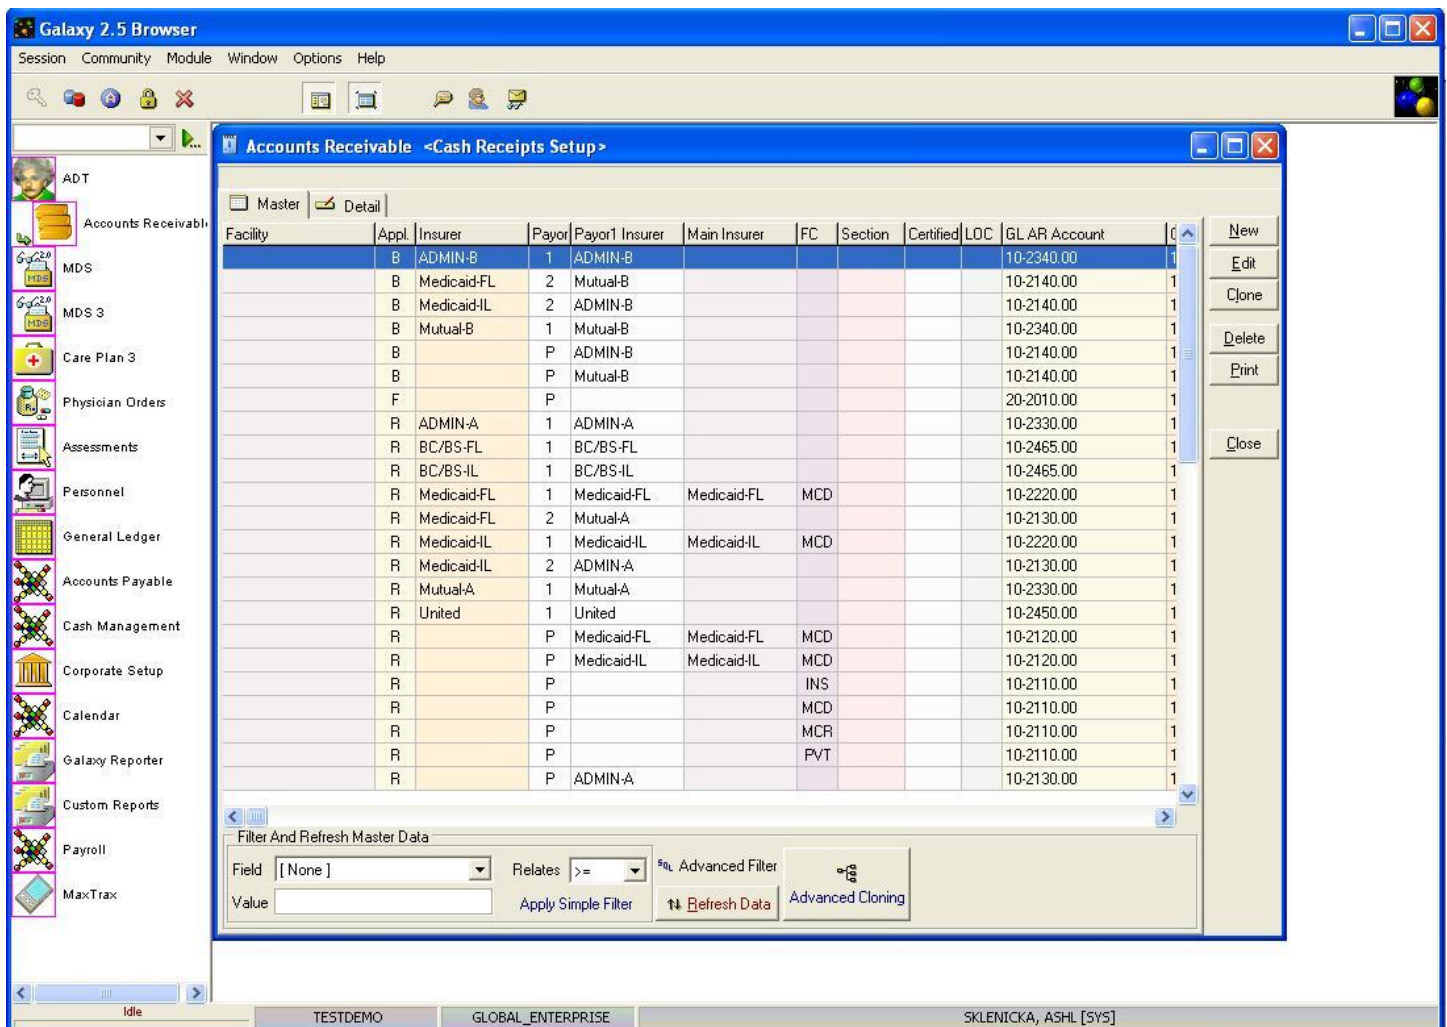 Galaxy 2.5 Browser
Session Community Module Window Options Help
Accounts Receivable <Cash Receipts Setup>
ADT
Accounts Receivabl
MDS
MDS 3
Care Plan 3
Physician Orders
Assessments
Personnel
General Ledger
Accounts Payable
Cash Management
Corporate Setup
Calendar
Galaxy Reporter
Custom Reports
Payroll
MaxTrax
Master Detail
Facility Appl. Insurer Payor Payor1 Insurer Main Insurer FC Section Certified LOC GL AR Account
B ADMIN-B 1 ADMIN-B 10-2340.00 1
B Medicaid-FL 2 Mutual-B 10-2140.00 1
B Medicaid-IL 2 ADMIN-B 10-2140.00 1
B Mutual-B 1 Mutual-B 10-2340.00 1
B P ADMIN-B 10-2140.00 1
B P Mutual-B 10-2140.00 1
F P 20-2010.00 1
R ADMIN-A 1 ADMIN-A 10-2330.00 1
R BC/BS-FL 1 BC/BS-FL 10-2465.00 1
R BC/BS-IL 1 BC/BS-IL 10-2465.00 1
R Medicaid-FL 1 Medicaid-FL Medicaid-FL MCD 10-2220.00 1
R Medicaid-FL 2 Mutual-A 10-2130.00 1
R Medicaid-IL 1 Medicaid-IL Medicaid-IL MCD 10-2220.00 1
R Medicaid-IL 2 ADMIN-A 10-2130.00 1
R Mutual-A 1 Mutual-A 10-2330.00 1
R United 1 United 10-2450.00 1
R P Medicaid-FL Medicaid-FL MCD 10-2120.00 1
R P Medicaid-IL Medicaid-IL MCD 10-2120.00 1
R P INS 10-2110.00 1
R P MCD 10-2110.00 1
R P MCR 10-2110.00 1
R P PVT 10-2110.00 1
R P ADMIN-A 10-2130.00 1
New
Edit
Clone
Delete
Print
Close
Filter And Refresh Master Data
Field [ None ] Relates >= SQL Advanced Filter
Value Apply Simple Filter Refresh Data Advanced Cloning
Idle TESTDEMO GLOBAL_ENTERPRISE SKLENICKA, ASHL [SYS]